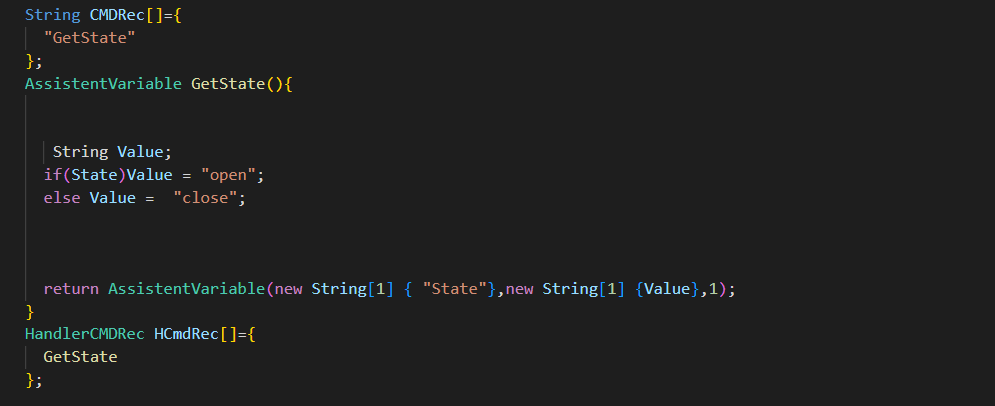 String CMDRec[]={
"GetState"
};
AssistentVariable GetState(){
String Value;
if(State)Value = "open";
else Value =  "close";
return AssistentVariable(new String[1] { "State"},new String[1] {Value},1);
}
HandlerCMDRec HCmdRec[]={
GetState
};